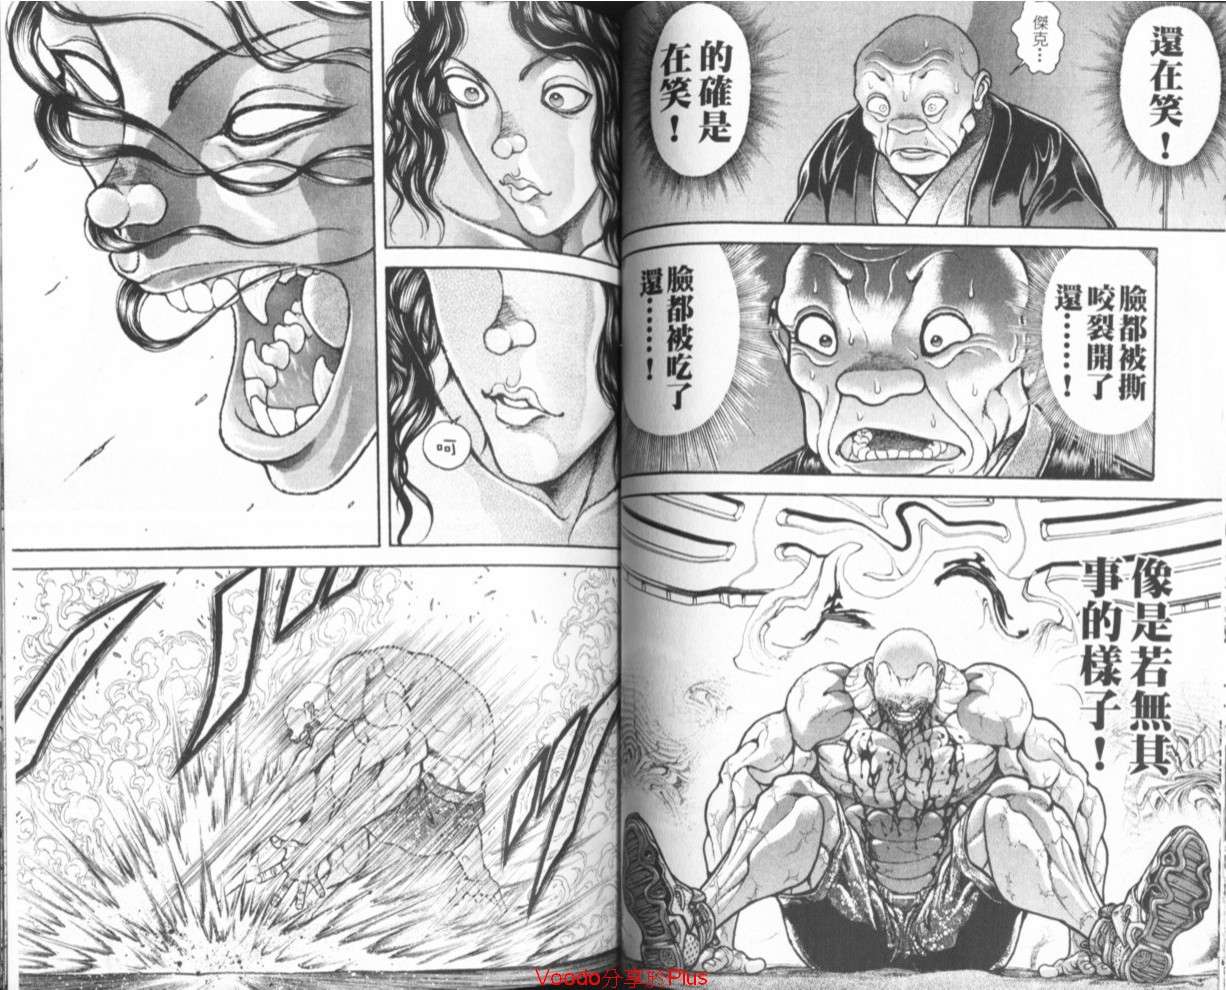 還在笑！
傑克…
的確是
在笑！
臉都被撕
咬裂開了
還……！
臉都被吃了
還……！
像是若無其
事的樣子！
呵
Voodo分享於Plus